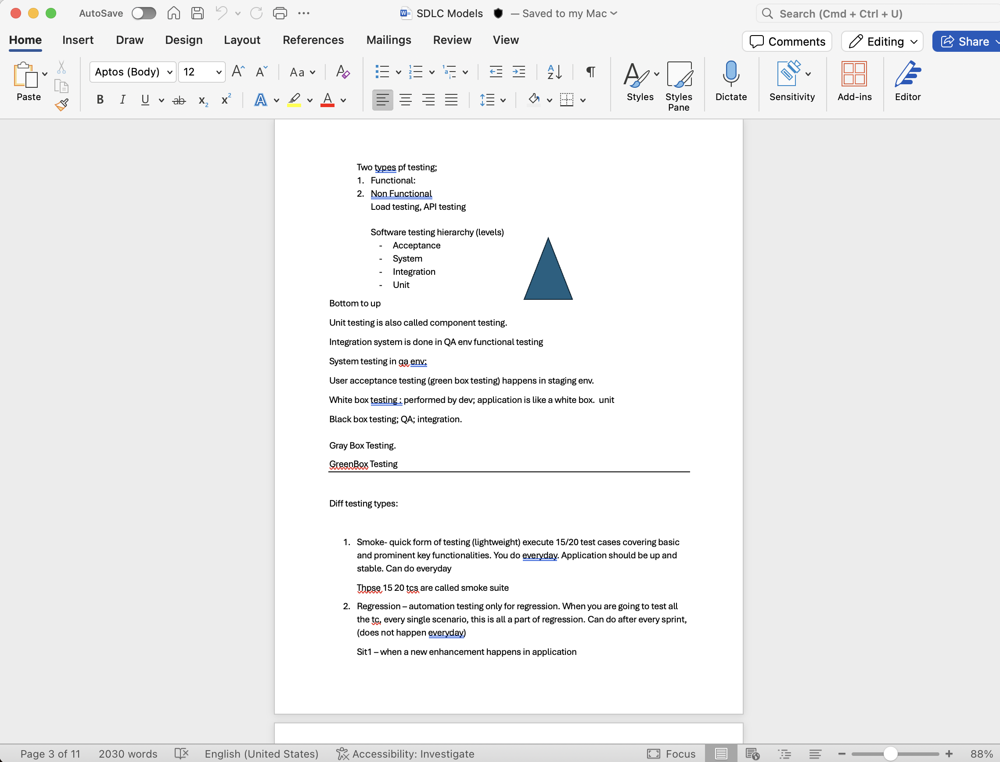 AutoSave
SDLC Models — Saved to my Mac
Search (Cmd + Ctrl + U)
Home Insert Draw Design Layout References Mailings Review View
Comments Editing Share
Paste
Aptos (Body) 12
Styles
Styles Pane
Dictate
Sensitivity
Add-ins
Editor
Two types pf testing;
1. Functional:
2. Non Functional
Load testing, API testing
Software testing hierarchy (levels)
- Acceptance
- System
- Integration
- Unit
Bottom to up
Unit testing is also called component testing.
Integration system is done in QA env functional testing
System testing in qa env;
User acceptance testing (green box testing) happens in staging env.
White box testing : performed by dev; application is like a white box.  unit
Black box testing; QA; integration.
Gray Box Testing.
GreenBox Testing
Diff testing types:
1. Smoke- quick form of testing (lightweight) execute 15/20 test cases covering basic
and prominent key functionalities. You do everyday. Application should be up and
stable. Can do everyday
Thpse 15 20 tcs are called smoke suite
2. Regression – automation testing only for regression. When you are going to test all
the tc, every single scenario, this is all a part of regression. Can do after every sprint,
(does not happen everyday)
Sit1 – when a new enhancement happens in application
Page 3 of 11 2030 words English (United States) Accessibility: Investigate Focus 88%